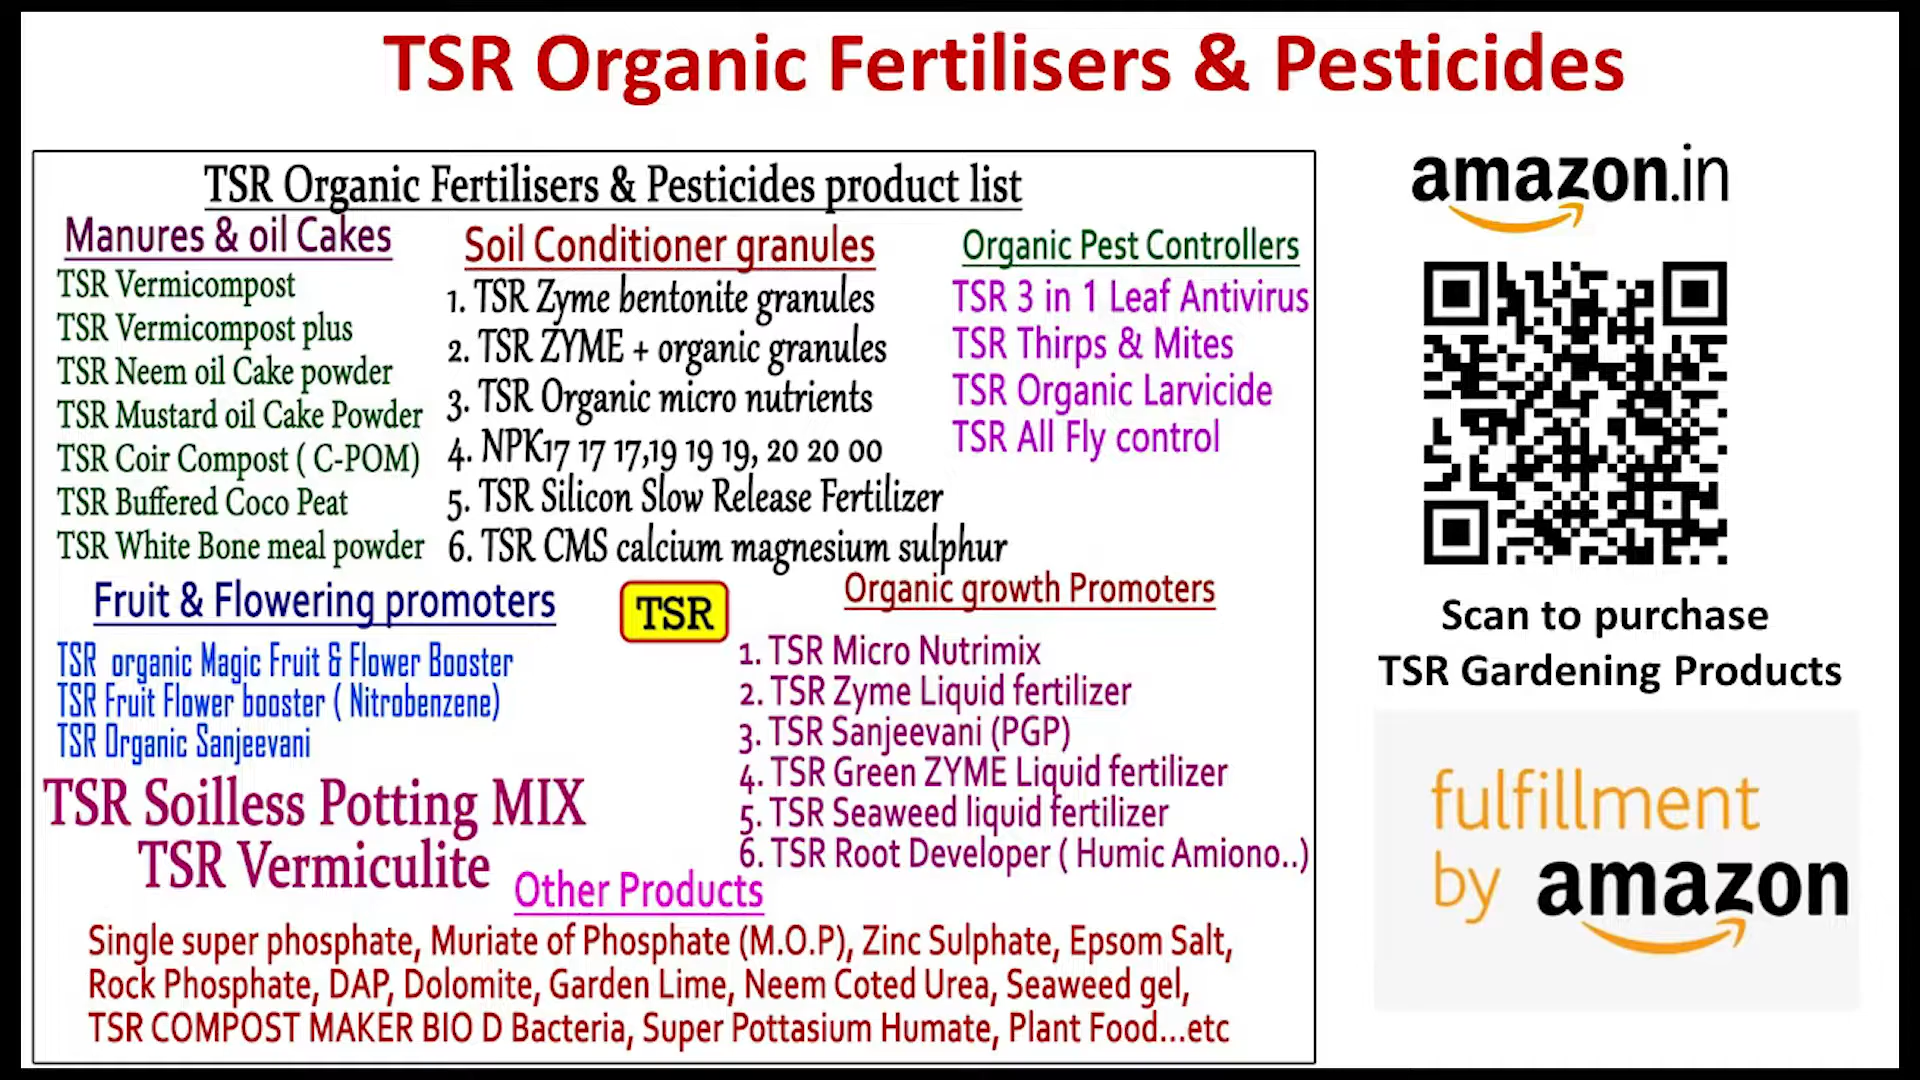 TSR Organic Fertilisers & Pesticides
TSR Organic Fertilisers & Pesticides product list
Manures & oil Cakes
TSR Vermicompost
TSR Vermicompost plus
TSR Neem oil Cake powder
TSR Mustard oil Cake Powder
TSR Coir Compost ( C-POM)
TSR Buffered Coco Peat
TSR White Bone meal powder
Soil Conditioner granules
1. TSR Zyme bentonite granules
2. TSR ZYME + organic granules
3. TSR Organic micro nutrients
4. NPK17 17 17,19 19 19, 20 20 00
5. TSR Silicon Slow Release Fertilizer
6. TSR CMS calcium magnesium sulphur
Organic Pest Controllers
TSR 3 in 1 Leaf Antivirus
TSR Thirps & Mites
TSR Organic Larvicide
TSR All Fly control
Fruit & Flowering promoters
TSR organic Magic Fruit & Flower Booster
TSR Fruit Flower booster ( Nitrobenzene)
TSR Organic Sanjeevani
TSR Soilless Potting MIX
TSR Vermiculite
TSR
Organic growth Promoters
1. TSR Micro Nutrimix
2. TSR Zyme Liquid fertilizer
3. TSR Sanjeevani (PGP)
4. TSR Green ZYME Liquid fertilizer
5. TSR Seaweed liquid fertilizer
6. TSR Root Developer ( Humic Amiono..)
Other Products
Single super phosphate, Muriate of Phosphate (M.O.P), Zinc Sulphate, Epsom Salt,
Rock Phosphate, DAP, Dolomite, Garden Lime, Neem Coted Urea, Seaweed gel,
TSR COMPOST MAKER BIO D Bacteria, Super Pottasium Humate, Plant Food...etc
amazon.in
Scan to purchase
TSR Gardening Products
fulfillment
by amazon